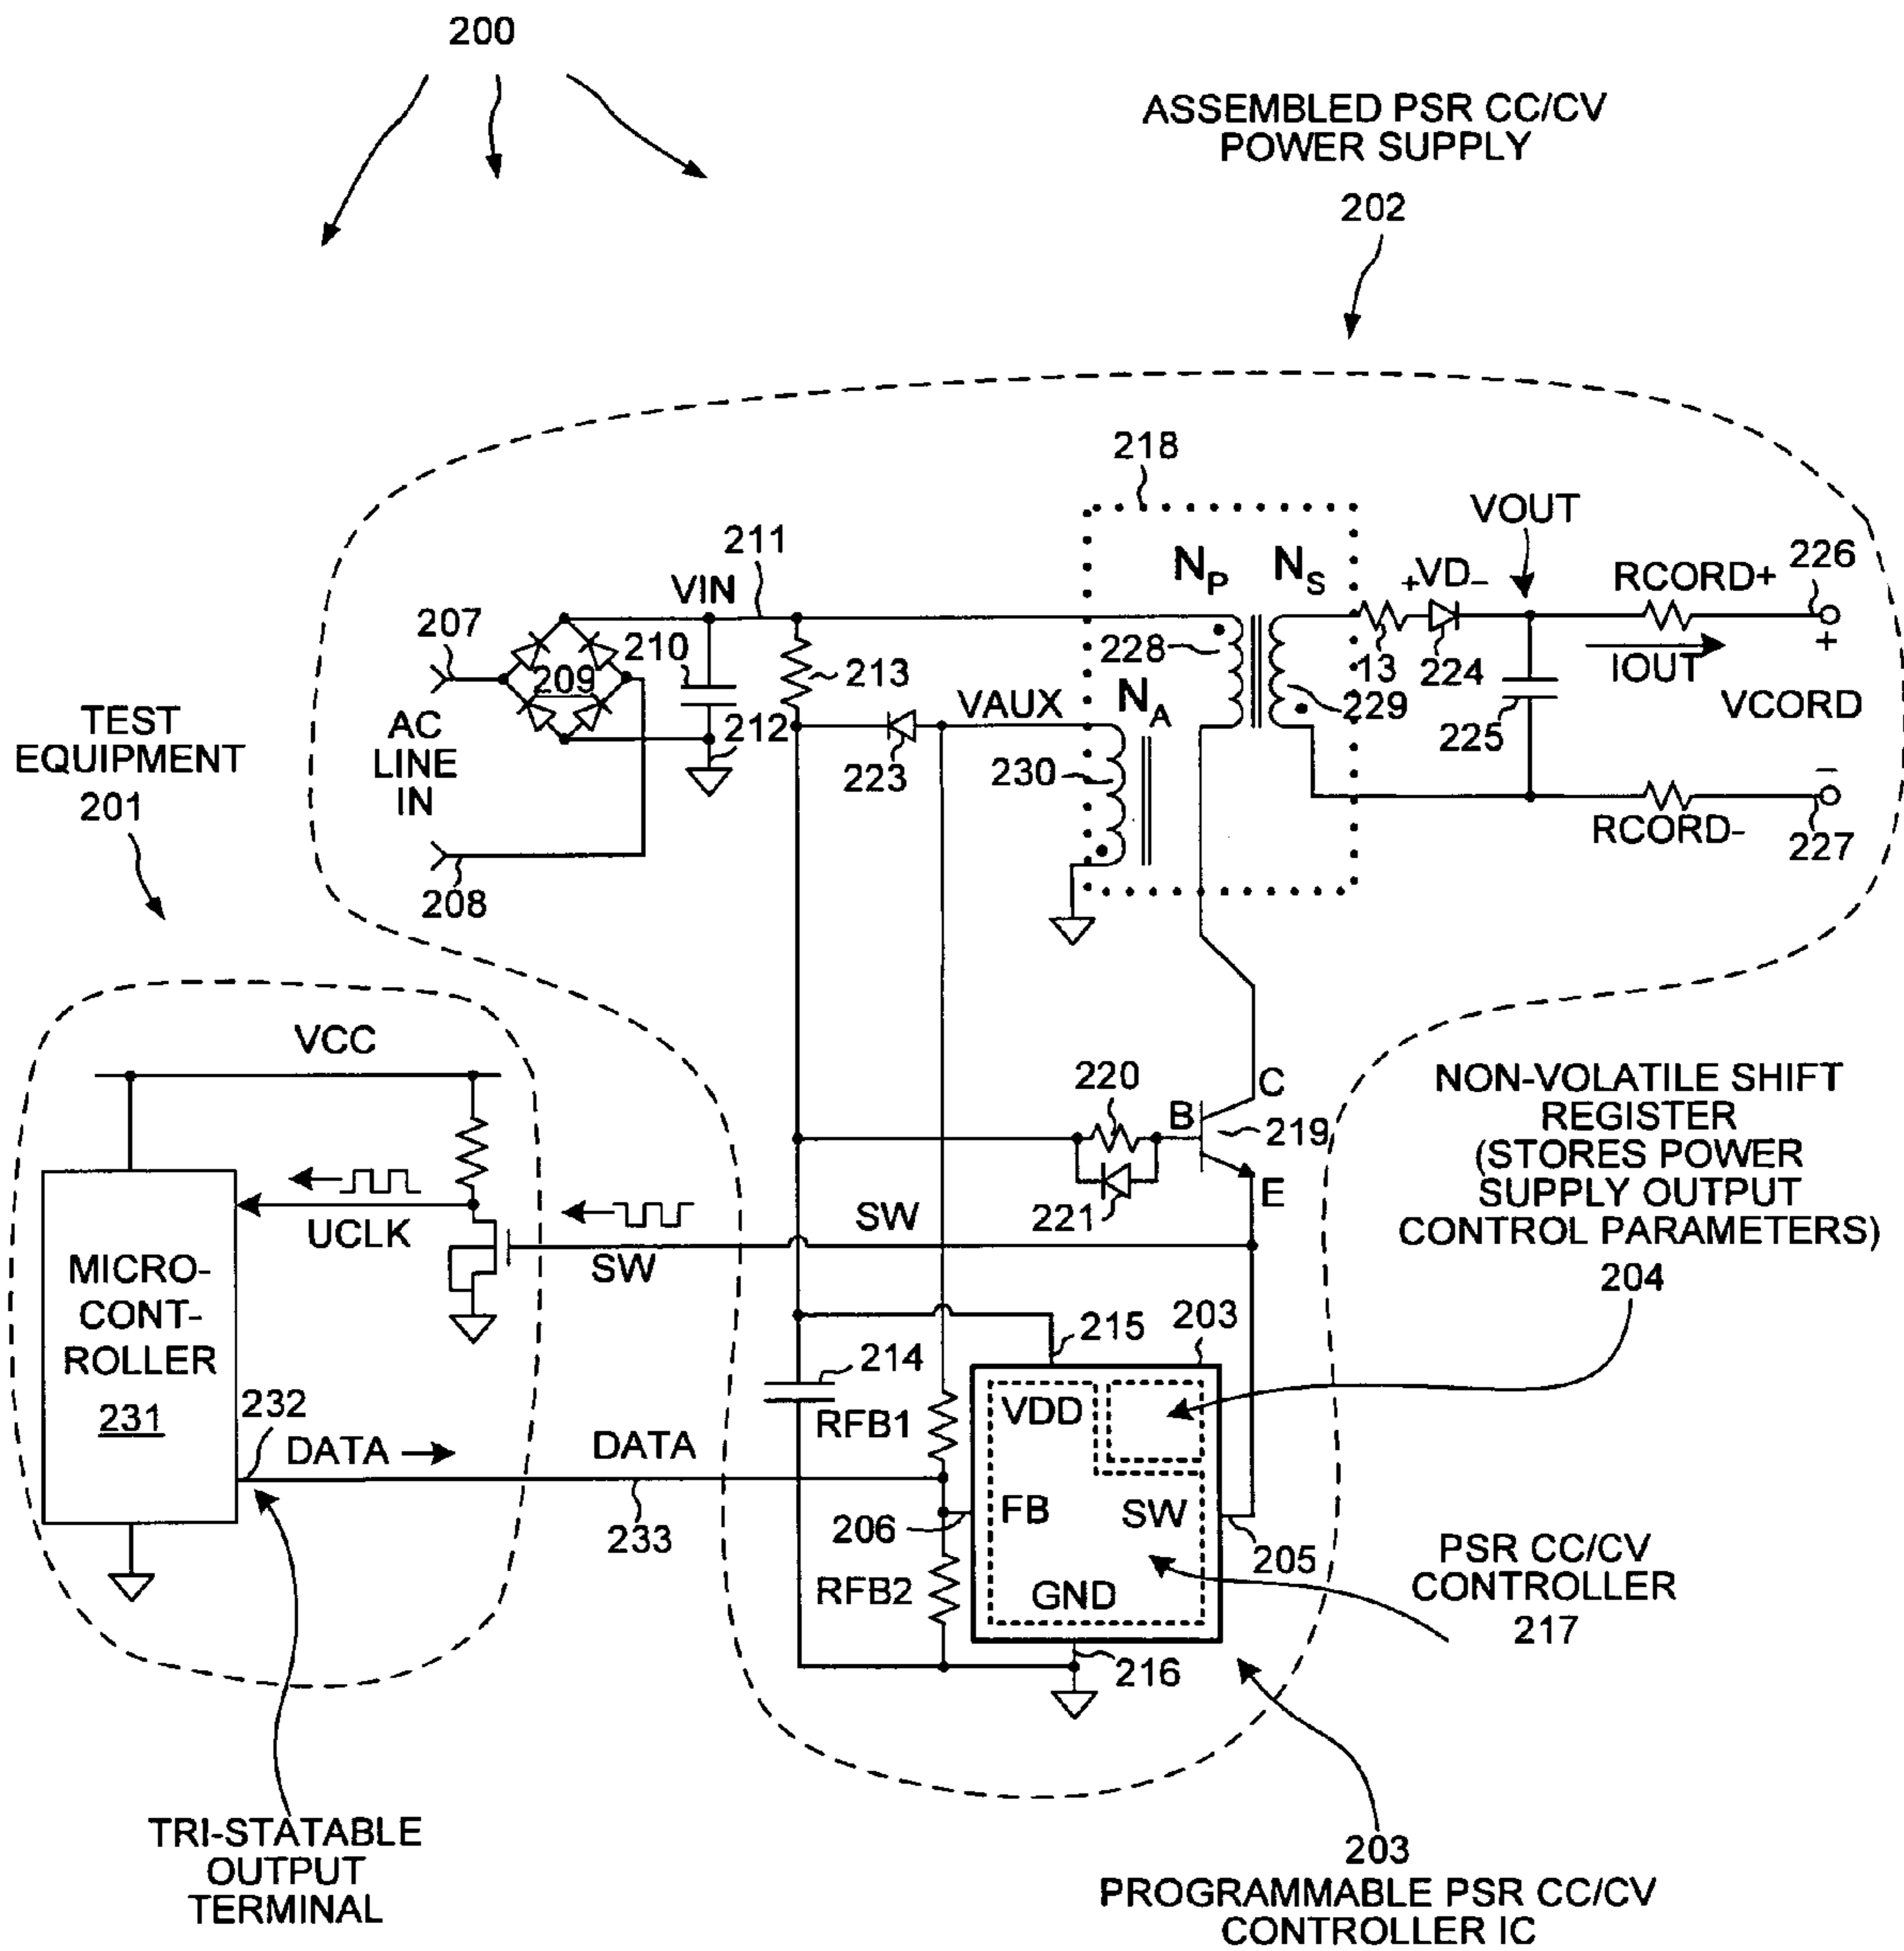 200
ASSEMBLED PSR CC/CV
POWER SUPPLY
202
218
VOUT
211
VIN
N_P
N_S
+VD–
RCORD+
226
207
210
209
213
228
13
224
IOUT
+
VAUX
N_A
229
VCORD
TEST
EQUIPMENT
201
AC
LINE
IN
212
223
230
225
–
RCORD–
227
208
VCC
220
C
NON-VOLATILE SHIFT
REGISTER
(STORES POWER
SUPPLY OUTPUT
CONTROL PARAMETERS)
204
B
219
E
221
UCLK
SW
SW
MICRO-
CONT-
ROLLER
231
215
203
214
VDD
RFB1
232
DATA
DATA
FB
SW
206
233
205
PSR CC/CV
CONTROLLER
217
RFB2
GND
216
TRI-STATABLE
OUTPUT
TERMINAL
203
PROGRAMMABLE PSR CC/CV
CONTROLLER IC